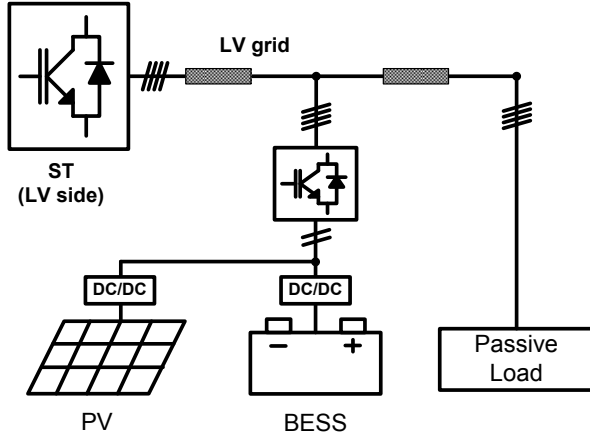 LV grid
ST
(LV side)
DC/DC
DC/DC
− +
Passive
Load
PV
BESS